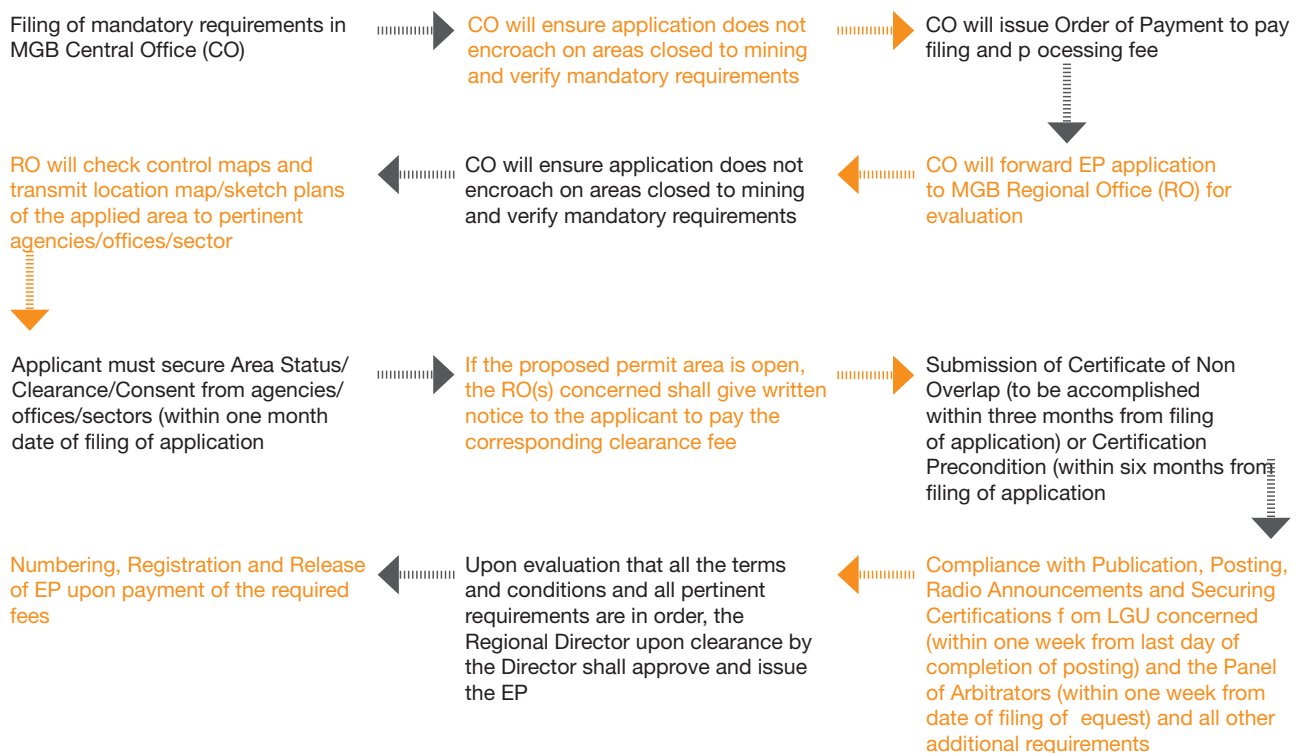 Filing of mandatory requirements in
MGB Central Office (CO)
CO will ensure application does not
encroach on areas closed to mining
and verify mandatory requirements
CO will issue Order of Payment to pay
filing and p ocessing fee
CO will forward EP application
to MGB Regional Office (RO) for
evaluation
CO will ensure application does not
encroach on areas closed to mining
and verify mandatory requirements
RO will check control maps and
transmit location map/sketch plans
of the applied area to pertinent
agencies/offices/sector
Applicant must secure Area Status/
Clearance/Consent from agencies/
offices/sectors (within one month
date of filing of application
If the proposed permit area is open,
the RO(s) concerned shall give written
notice to the applicant to pay the
corresponding clearance fee
Submission of Certificate of Non
Overlap (to be accomplished
within three months from filing
of application) or Certification
Precondition (within six months from
filing of application
Compliance with Publication, Posting,
Radio Announcements and Securing
Certifications f om LGU concerned
(within one week from last day of
completion of posting) and the Panel
of Arbitrators (within one week from
date of filing of  equest) and all other
additional requirements
Upon evaluation that all the terms
and conditions and all pertinent
requirements are in order, the
Regional Director upon clearance by
the Director shall approve and issue
the EP
Numbering, Registration and Release
of EP upon payment of the required
fees